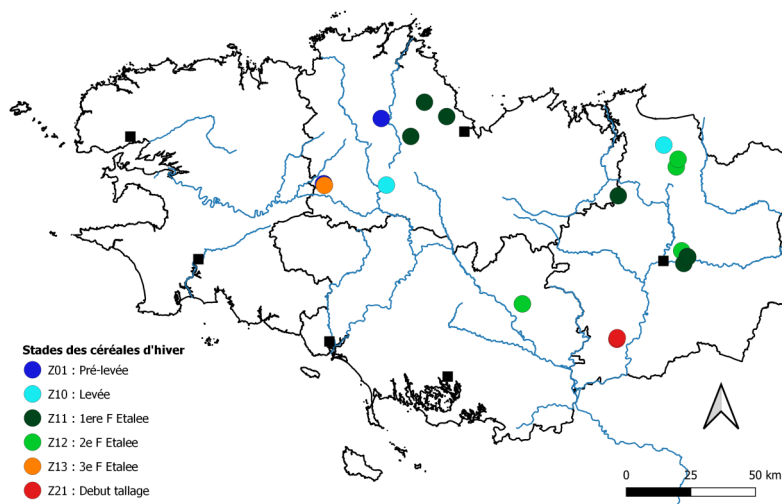 Stades des céréales d'hiver
Z01 : Pré-levée
Z10 : Levée
Z11 : 1ere F Etalee
Z12 : 2e F Etalee
Z13 : 3e F Etalee
Z21 : Debut tallage
0 25 50 km